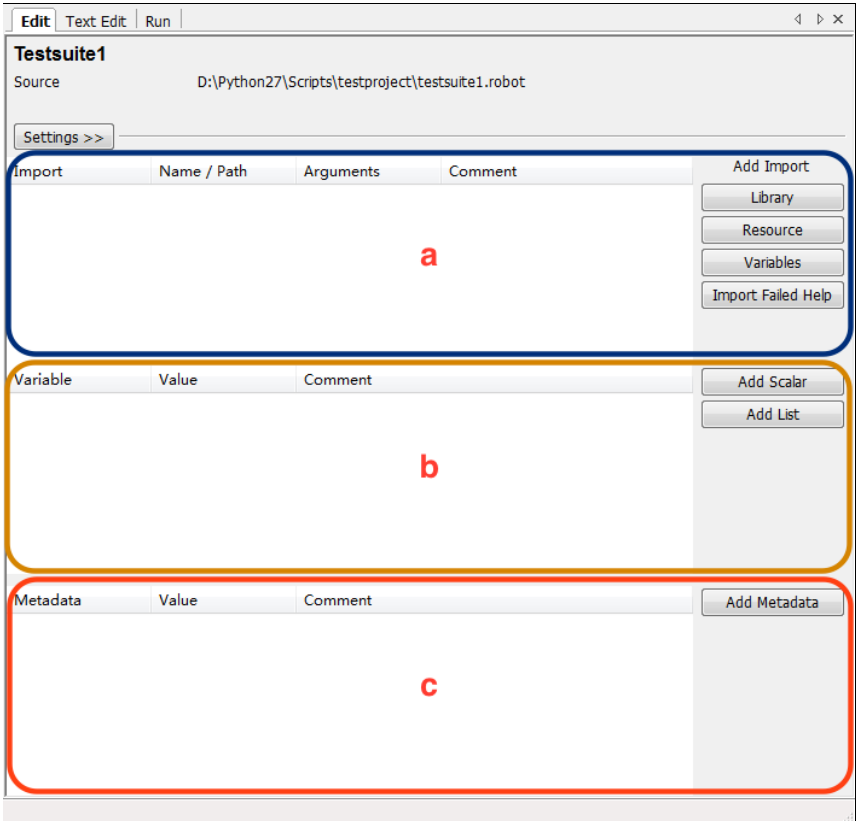 Edit Text Edit Run
Testsuite1
Source D:\Python27\Scripts\testproject\testsuite1.robot
Settings >>
Import Name / Path Arguments Comment Add Import
Library
Resource
Variables
Import Failed Help
a
Variable Value Comment Add Scalar
Add List
b
Metadata Value Comment Add Metadata
c